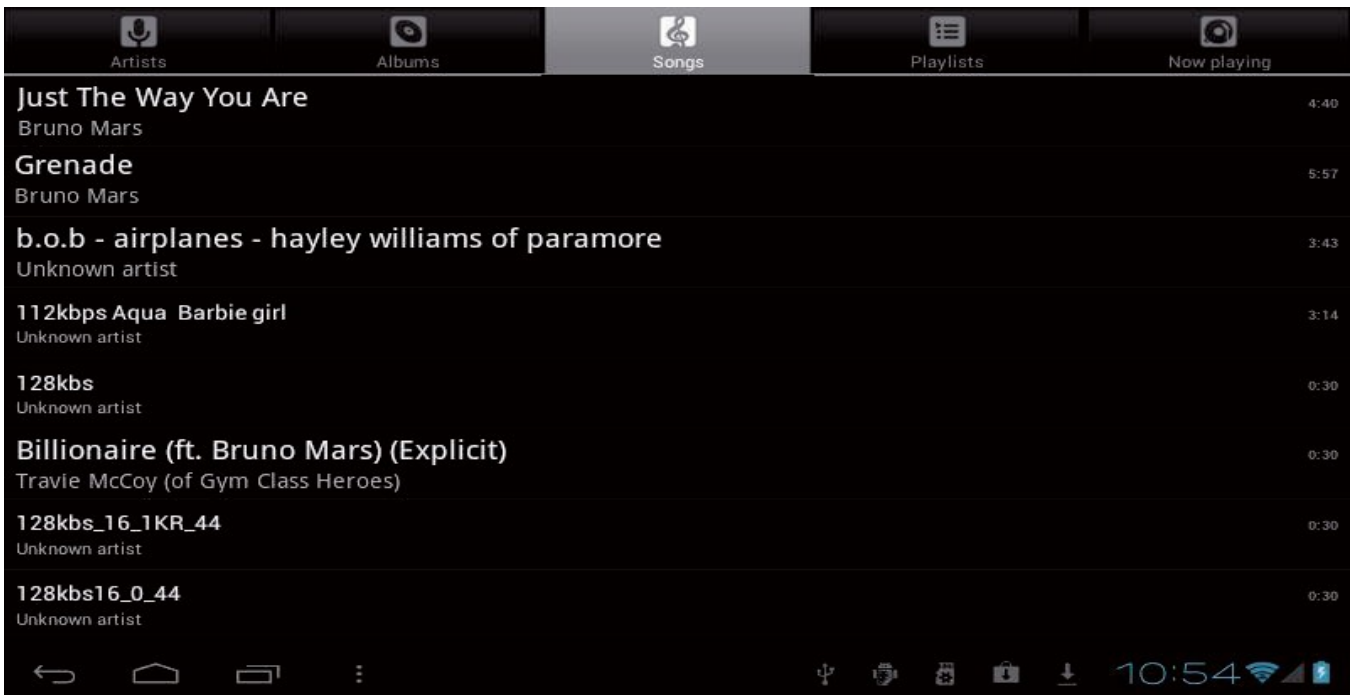 Artists Albums Songs Playlists Now playing
Just The Way You Are 4:40
Bruno Mars
Grenade 5:57
Bruno Mars
b.o.b - airplanes - hayley williams of paramore 3:43
Unknown artist
112kbps Aqua  Barbie girl 3:14
Unknown artist
128kbs 0:30
Unknown artist
Billionaire (ft. Bruno Mars) (Explicit) 0:30
Travie McCoy (of Gym Class Heroes)
128kbs_16_1KR_44 0:30
Unknown artist
128kbs16_0_44 0:30
Unknown artist
10:54